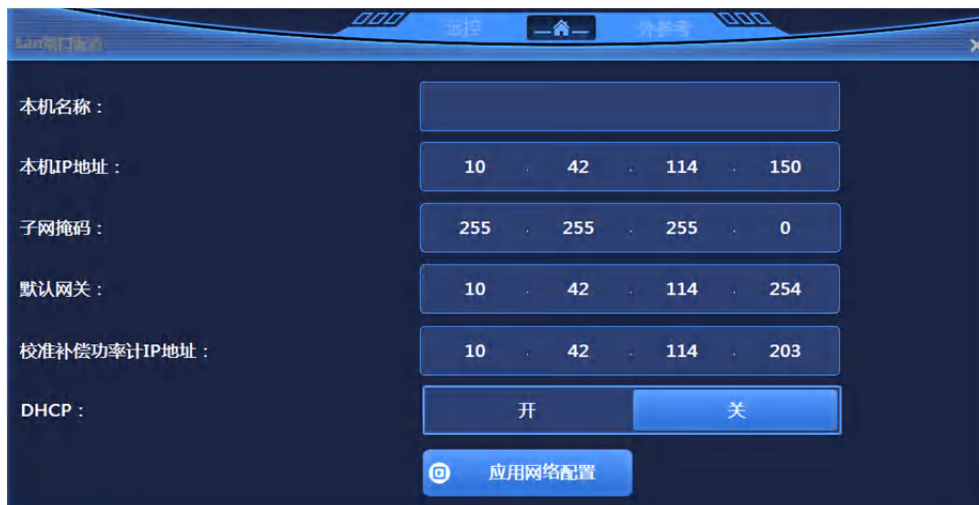 远控 外参考
Lan端口配置
本机名称：
本机IP地址： 10 . 42 . 114 . 150
子网掩码： 255 . 255 . 255 . 0
默认网关： 10 . 42 . 114 . 254
校准补偿功率计IP地址： 10 . 42 . 114 . 203
DHCP： 开 关
应用网络配置